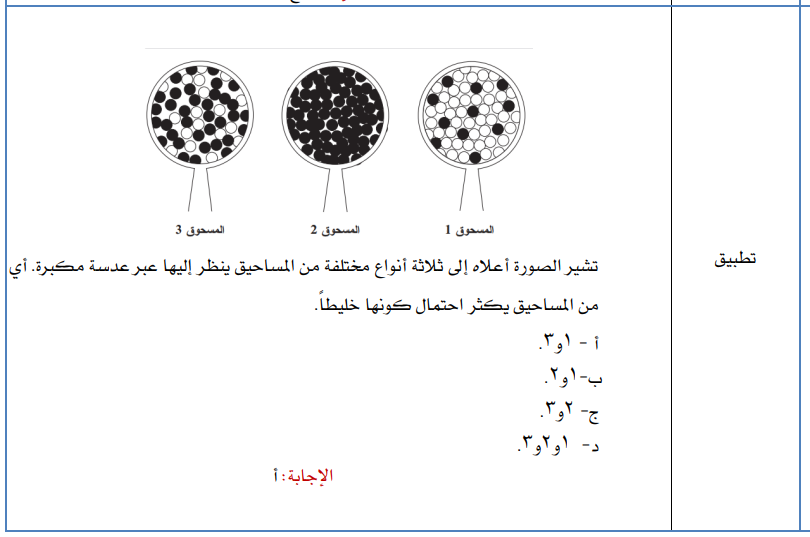 المسحوق 1
المسحوق 2
المسحوق 3
تشير الصورة أعلاه إلى ثلاثة أنواع مختلفة من المساحيق ينظر إليها عبر عدسة مكبرة. أي
من المساحيق يكثر احتمال كونها خليطاً.
أ - ١و٣.
ب-١و٢.
ج- ٢و٣.
د- ١و٢و٣.
الإجابة: أ
تطبيق